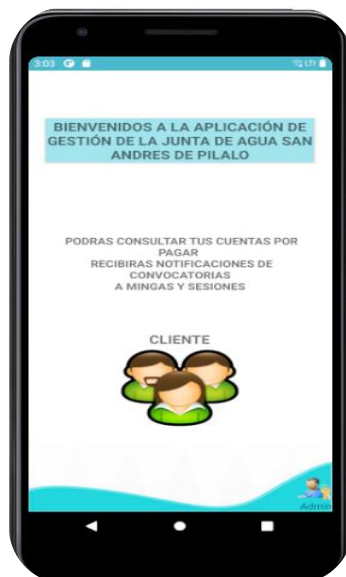 3:03
LTE
BIENVENIDOS A LA APLICACIÓN DE
GESTIÓN DE LA JUNTA DE AGUA SAN
ANDRES DE PILALO
PODRAS CONSULTAR TUS CUENTAS POR
PAGAR
RECIBIRAS NOTIFICACIONES DE
CONVOCATORIAS
A MINGAS Y SESIONES
CLIENTE
Admin